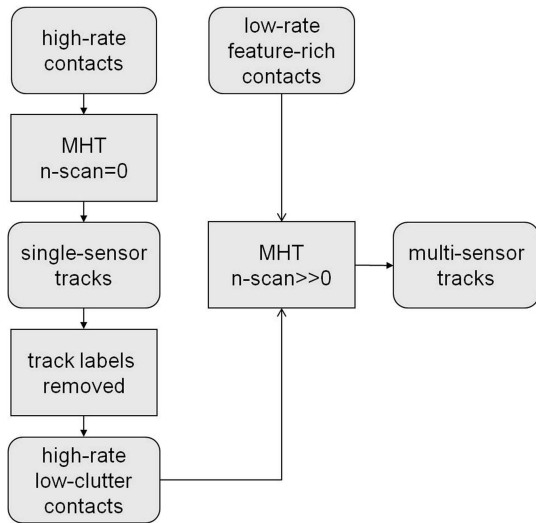 high-rate
contacts
low-rate
feature-rich
contacts
MHT
n-scan=0
single-sensor
tracks
MHT
n-scan>>0
multi-sensor
tracks
track labels
removed
high-rate
low-clutter
contacts